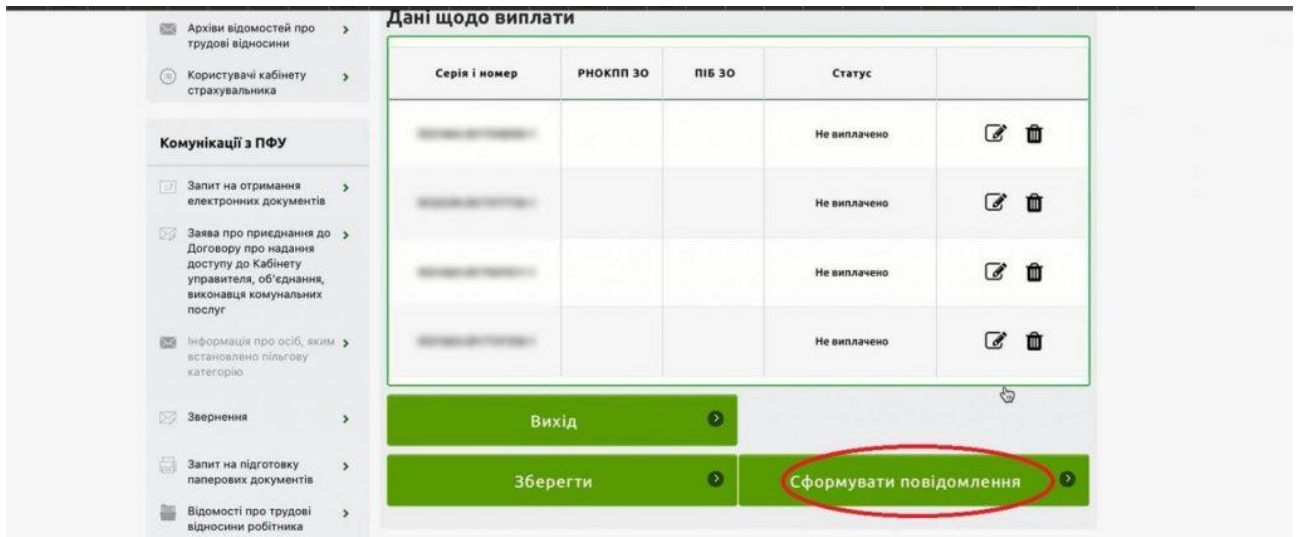 Архіви відомостей про
трудові відносини
Користувачі кабінету
страхувальника
Комунікації з ПФУ
Запит на отримання
електронних документів
Заява про приєднання до
Договору про надання
доступу до Кабінету
управителя, об'єднання,
виконавця комунальних
послуг
Інформація про осіб, яким
встановлено пільгову
категорію
Звернення
Запит на підготовку
паперових документів
Відомості про трудові
відносини робітника
Дані щодо виплати
Серія і номер РНОКПП ЗО ПІБ ЗО Статус
Не виплачено
Не виплачено
Не виплачено
Не виплачено
Вихід
Зберегти Сформувати повідомлення